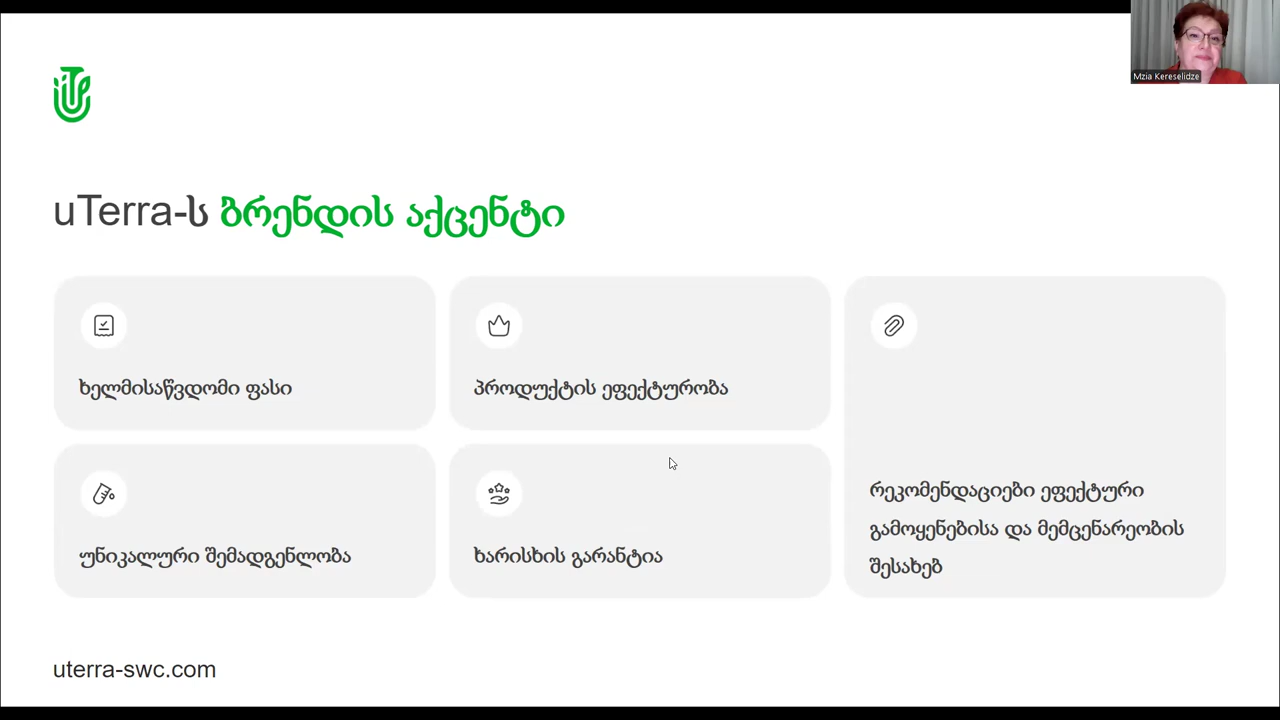 Mzia Kereselidze
uTerra-ს ბრენდის აქცენტი
ხელმისაწვდომი ფასი
პროდუქტის ეფექტურობა
უნიკალური შემადგენლობა
ხარისხის გარანტია
რეკომენდაციები ეფექტური
გამოყენებისა და მემცენარეობის
შესახებ
uterra-swc.com